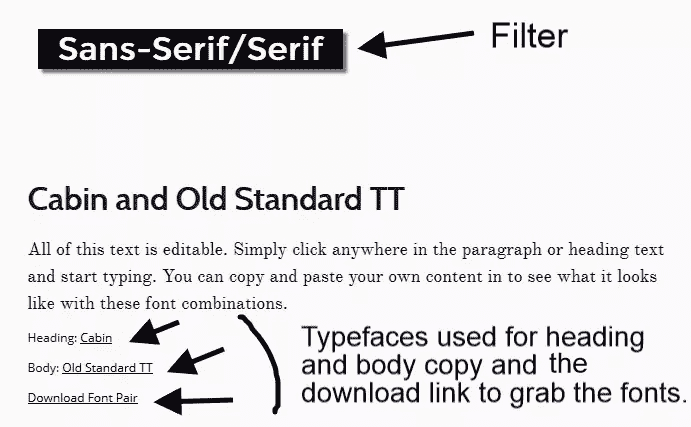 Sans-Serif/Serif
Filter
Cabin and Old Standard TT
All of this text is editable. Simply click anywhere in the paragraph or heading text
and start typing. You can copy and paste your own content in to see what it looks
like with these font combinations.
Heading: Cabin
Body: Old Standard TT
Download Font Pair
Typefaces used for heading
and body copy and the
download link to grab the fonts.